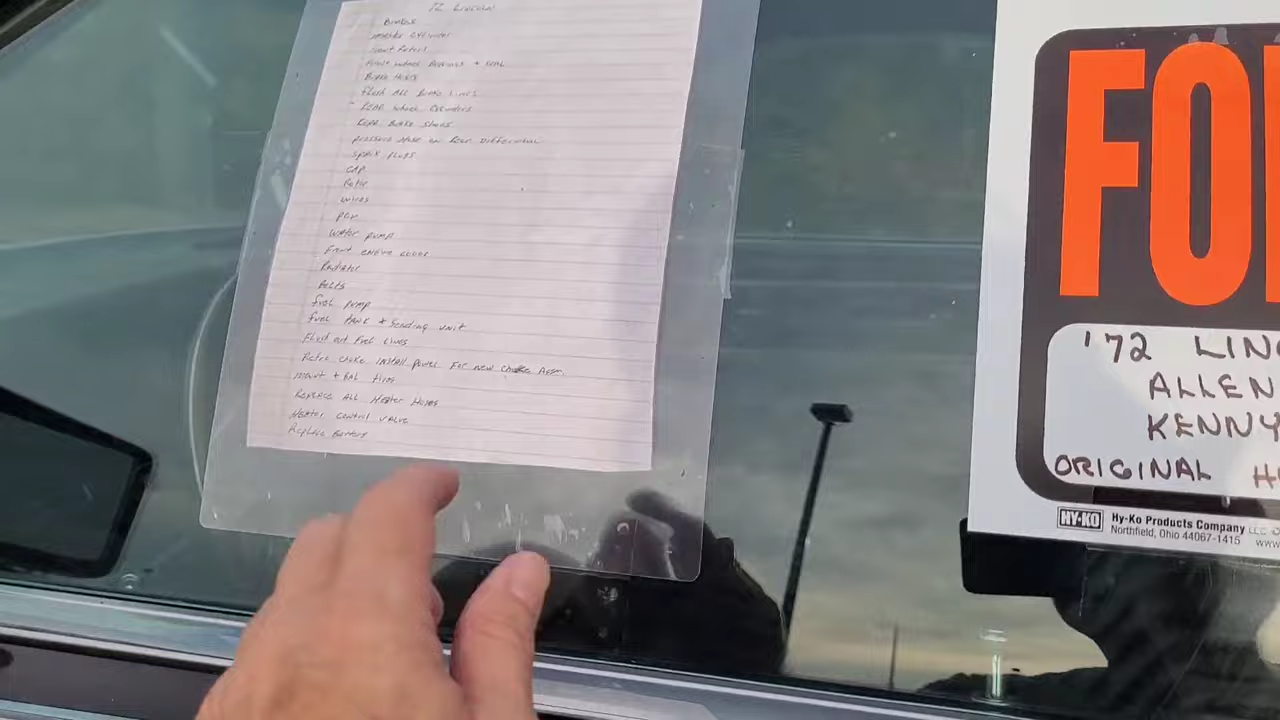 72 LINCOLN
master cylinder
Front Rotors
Front wheel Bearings + seal
Brake Hoses
Flush ALL Brake Lines
REAR wheel cylinders
Rear Brake shoes
pressure Hose on Rear Differential
spark plugs
CAP
Rotor
wires
PCV
Water pump
Front engine cover
Radiator
Belts
fuel pump
fuel tank + sending unit
Flush out fuel lines
Retro choke install power for new choke Assm.
mount + BAL tires
Replace ALL Heater Hoses
Heater control valve
Replace Battery
FO
'72 LINC
ALLEN
KENNY
ORIGINAL
HY-KO Hy-Ko Products Company LLC
Northfield, Ohio 44067-1415 www